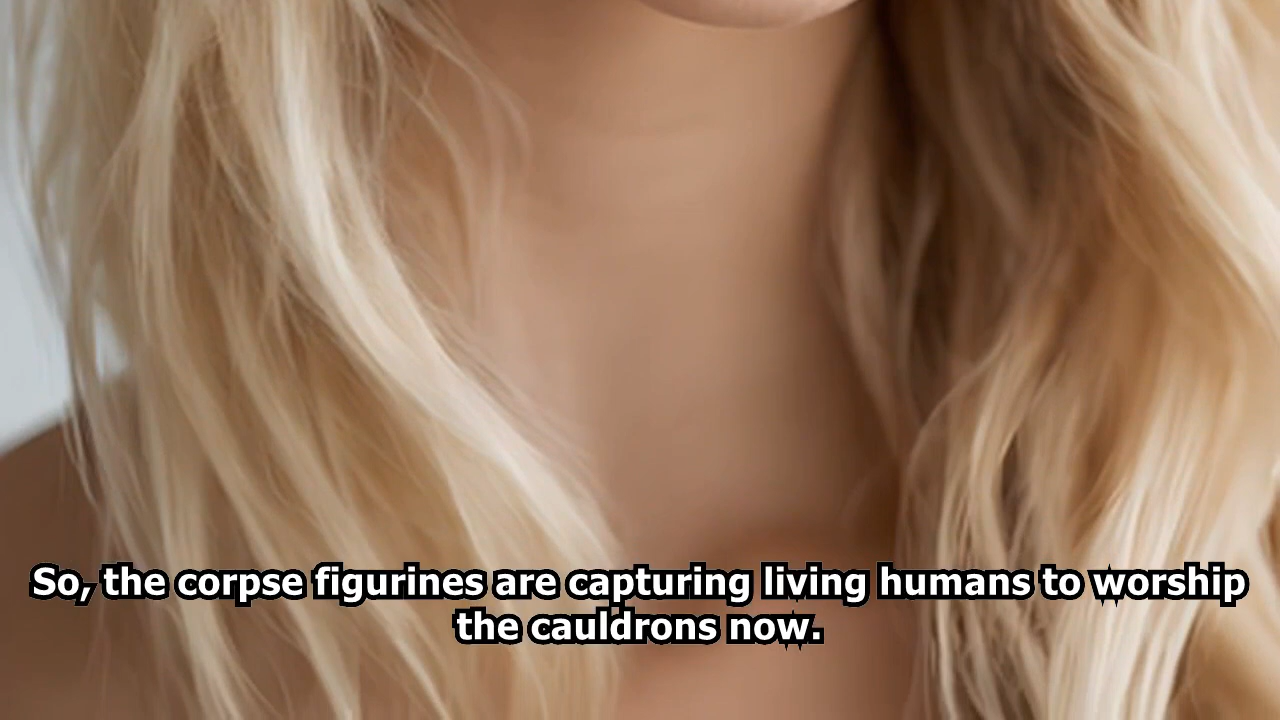 So, the corpse figurines are capturing living humans to worship
the cauldrons now.